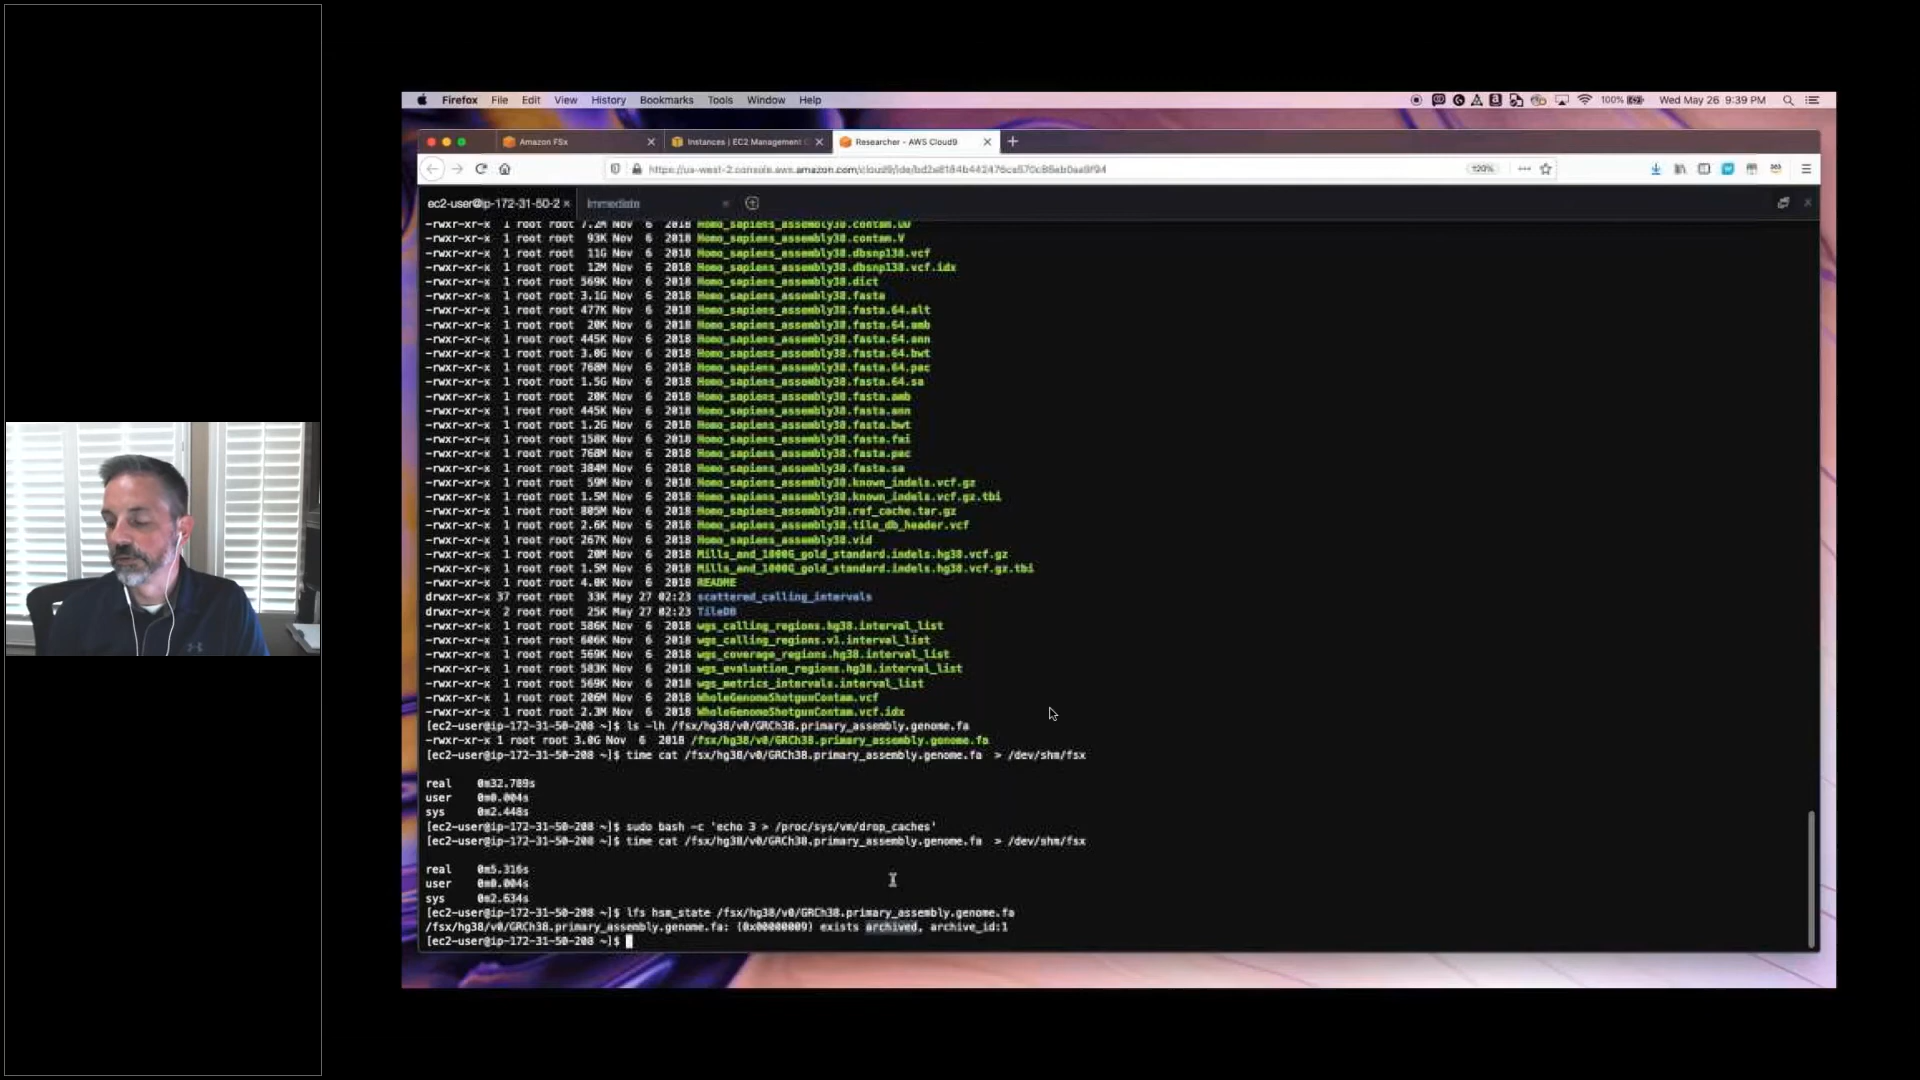 Firefox File Edit View History Bookmarks Tools Window Help 100% Wed May 26 9:39 PM
Amazon FSx Instances | EC2 Management C Researcher - AWS Cloud9
120%
ec2-user@ip-172-31-50-2 Immediate
-rwxr-xr-x 1 root root 7.2M Nov 6 2018 Homo_sapiens_assembly38.contam.UD
-rwxr-xr-x 1 root root 93K Nov 6 2018 Homo_sapiens_assembly38.contam.V
-rwxr-xr-x 1 root root 11G Nov 6 2018 Homo_sapiens_assembly38.dbsnp138.vcf
-rwxr-xr-x 1 root root 12M Nov 6 2018 Homo_sapiens_assembly38.dbsnp138.vcf.idx
-rwxr-xr-x 1 root root 569K Nov 6 2018 Homo_sapiens_assembly38.dict
-rwxr-xr-x 1 root root 3.1G Nov 6 2018 Homo_sapiens_assembly38.fasta
-rwxr-xr-x 1 root root 477K Nov 6 2018 Homo_sapiens_assembly38.fasta.64.alt
-rwxr-xr-x 1 root root 20K Nov 6 2018 Homo_sapiens_assembly38.fasta.64.amb
-rwxr-xr-x 1 root root 445K Nov 6 2018 Homo_sapiens_assembly38.fasta.64.ann
-rwxr-xr-x 1 root root 3.0G Nov 6 2018 Homo_sapiens_assembly38.fasta.64.bwt
-rwxr-xr-x 1 root root 768M Nov 6 2018 Homo_sapiens_assembly38.fasta.64.pac
-rwxr-xr-x 1 root root 1.5G Nov 6 2018 Homo_sapiens_assembly38.fasta.64.sa
-rwxr-xr-x 1 root root 20K Nov 6 2018 Homo_sapiens_assembly38.fasta.amb
-rwxr-xr-x 1 root root 445K Nov 6 2018 Homo_sapiens_assembly38.fasta.ann
-rwxr-xr-x 1 root root 1.2G Nov 6 2018 Homo_sapiens_assembly38.fasta.bwt
-rwxr-xr-x 1 root root 158K Nov 6 2018 Homo_sapiens_assembly38.fasta.fai
-rwxr-xr-x 1 root root 768M Nov 6 2018 Homo_sapiens_assembly38.fasta.pac
-rwxr-xr-x 1 root root 384M Nov 6 2018 Homo_sapiens_assembly38.fasta.sa
-rwxr-xr-x 1 root root 59M Nov 6 2018 Homo_sapiens_assembly38.known_indels.vcf.gz
-rwxr-xr-x 1 root root 1.5M Nov 6 2018 Homo_sapiens_assembly38.known_indels.vcf.gz.tbi
-rwxr-xr-x 1 root root 805M Nov 6 2018 Homo_sapiens_assembly38.ref_cache.tar.gz
-rwxr-xr-x 1 root root 2.6K Nov 6 2018 Homo_sapiens_assembly38.tile_db_header.vcf
-rwxr-xr-x 1 root root 267K Nov 6 2018 Homo_sapiens_assembly38.vid
-rwxr-xr-x 1 root root 20M Nov 6 2018 Mills_and_1000G_gold_standard.indels.hg38.vcf.gz
-rwxr-xr-x 1 root root 1.5M Nov 6 2018 Mills_and_1000G_gold_standard.indels.hg38.vcf.gz.tbi
-rwxr-xr-x 1 root root 4.0K Nov 6 2018 README
drwxr-xr-x 37 root root 33K May 27 02:23 scattered_calling_intervals
drwxr-xr-x 2 root root 25K May 27 02:23 TileDB
-rwxr-xr-x 1 root root 586K Nov 6 2018 wgs_calling_regions.hg38.interval_list
-rwxr-xr-x 1 root root 606K Nov 6 2018 wgs_calling_regions.v1.interval_list
-rwxr-xr-x 1 root root 569K Nov 6 2018 wgs_coverage_regions.hg38.interval_list
-rwxr-xr-x 1 root root 583K Nov 6 2018 wgs_evaluation_regions.hg38.interval_list
-rwxr-xr-x 1 root root 569K Nov 6 2018 wgs_metrics_intervals.interval_list
-rwxr-xr-x 1 root root 206M Nov 6 2018 WholeGenomeShotgunContam.vcf
-rwxr-xr-x 1 root root 2.3M Nov 6 2018 WholeGenomeShotgunContam.vcf.idx
[ec2-user@ip-172-31-50-208 ~]$ ls -lh /fsx/hg38/v0/GRCh38.primary_assembly.genome.fa
-rwxr-xr-x 1 root root 3.0G Nov 6 2018 /fsx/hg38/v0/GRCh38.primary_assembly.genome.fa
[ec2-user@ip-172-31-50-208 ~]$ time cat /fsx/hg38/v0/GRCh38.primary_assembly.genome.fa > /dev/shm/fsx
real 0m32.789s
user 0m0.004s
sys 0m2.448s
[ec2-user@ip-172-31-50-208 ~]$ sudo bash -c 'echo 3 > /proc/sys/vm/drop_caches'
[ec2-user@ip-172-31-50-208 ~]$ time cat /fsx/hg38/v0/GRCh38.primary_assembly.genome.fa > /dev/shm/fsx
real 0m5.316s
user 0m0.004s
sys 0m2.634s
[ec2-user@ip-172-31-50-208 ~]$ lfs hsm_state /fsx/hg38/v0/GRCh38.primary_assembly.genome.fa
/fsx/hg38/v0/GRCh38.primary_assembly.genome.fa: (0x00000009) exists archived, archive_id:1
[ec2-user@ip-172-31-50-208 ~]$